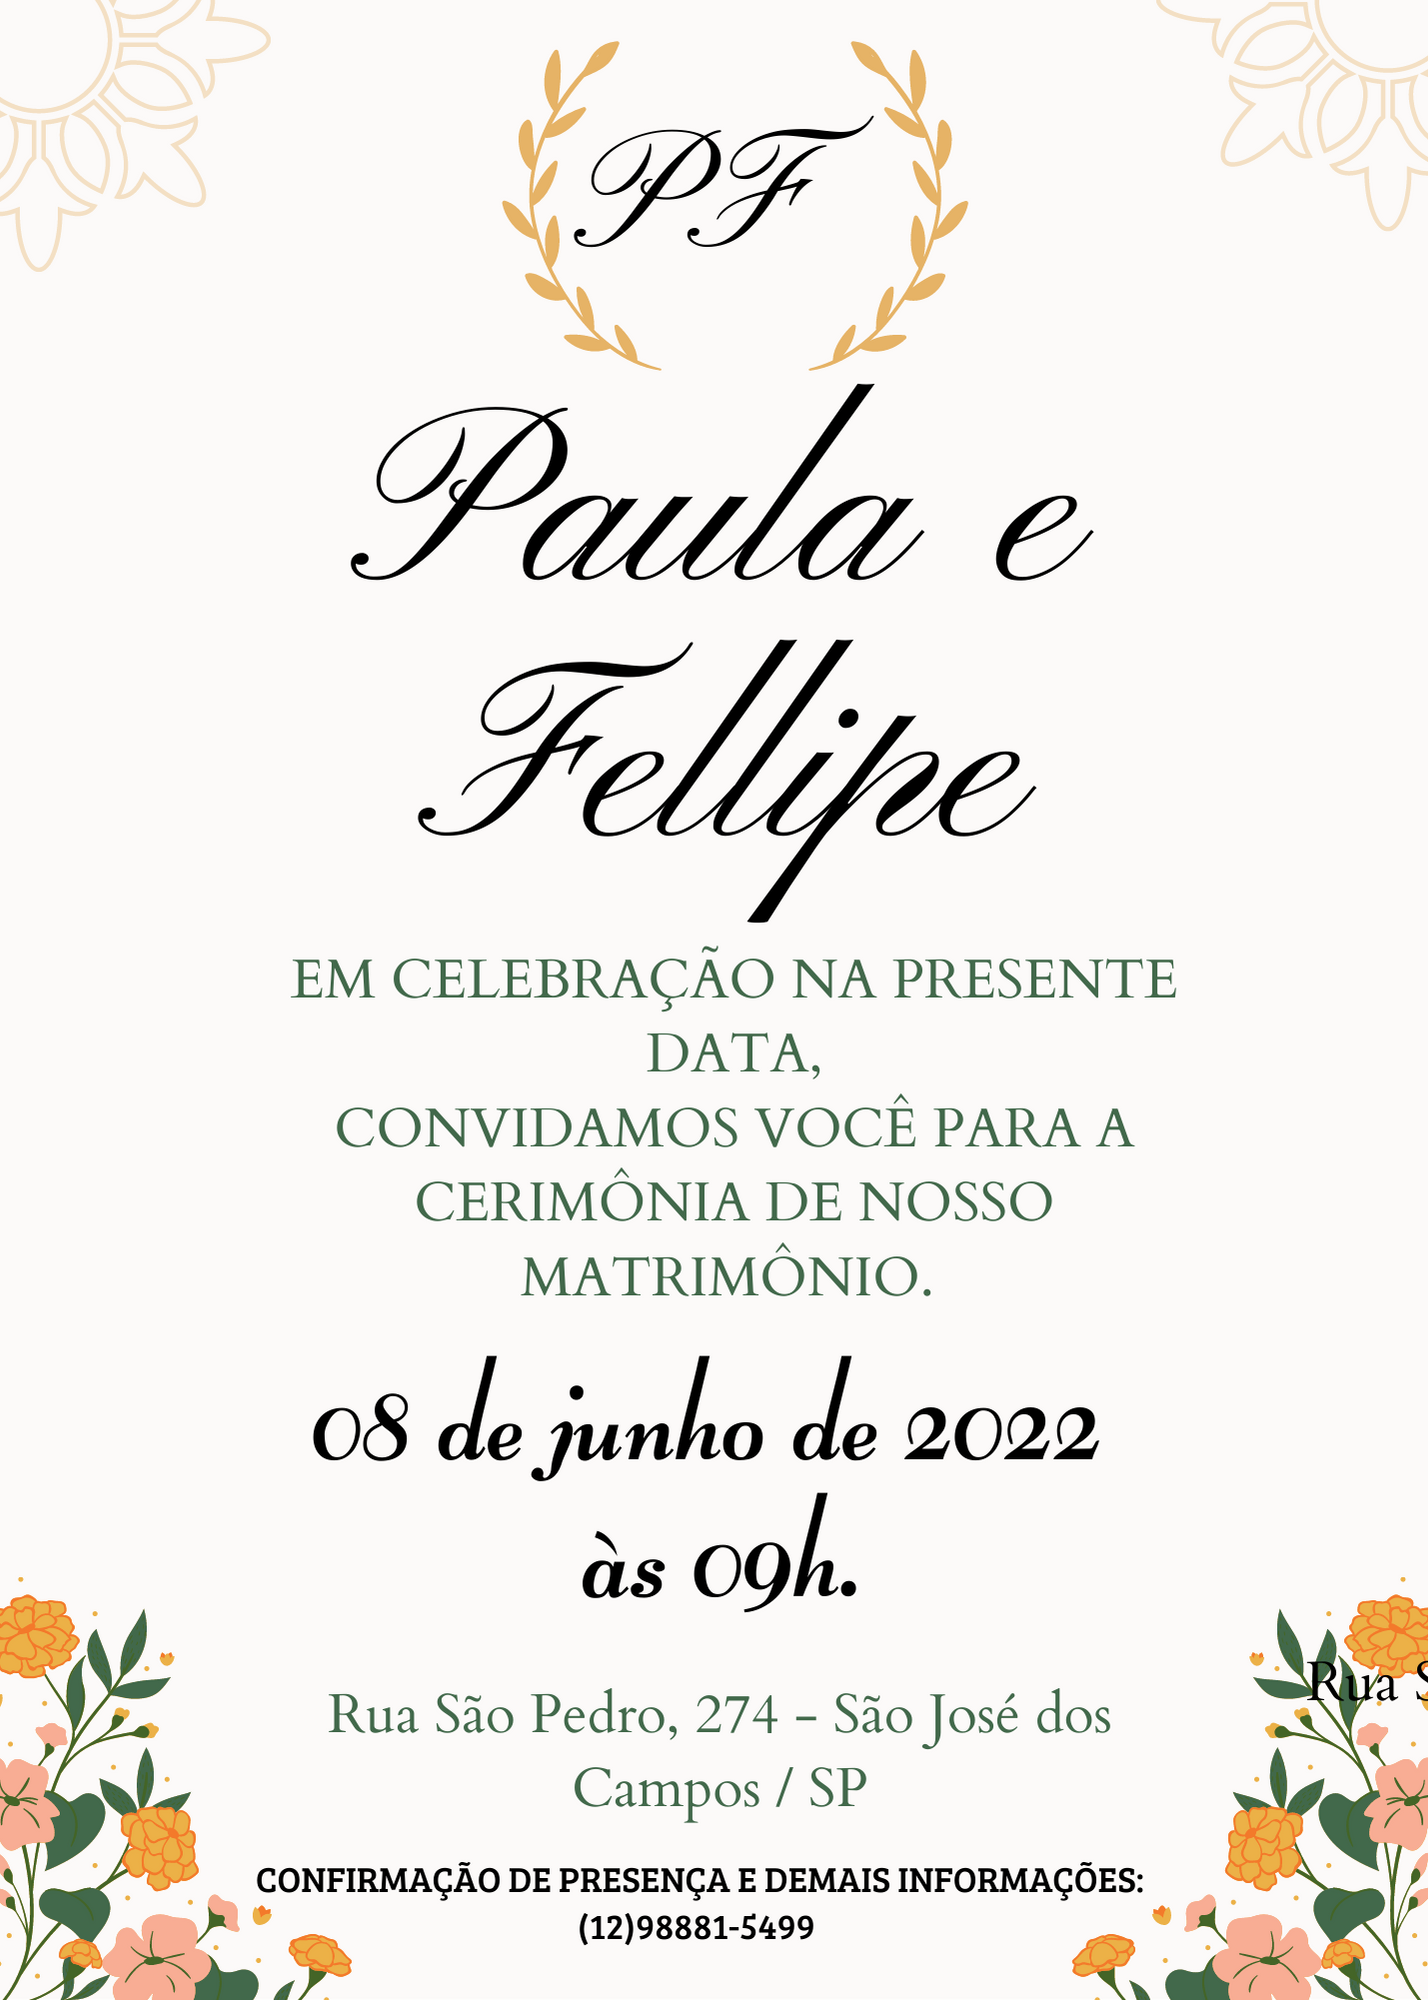 PF
Paula e
Fellipe
EM CELEBRAÇÃO NA PRESENTE
DATA,
CONVIDAMOS VOCÊ PARA A
CERIMÔNIA DE NOSSO
MATRIMÔNIO.
08 de junho de 2022
às 09h.
Rua São Pedro, 274 - São José dos
Campos / SP
Rua S
CONFIRMAÇÃO DE PRESENÇA E DEMAIS INFORMAÇÕES:
(12)98881-5499